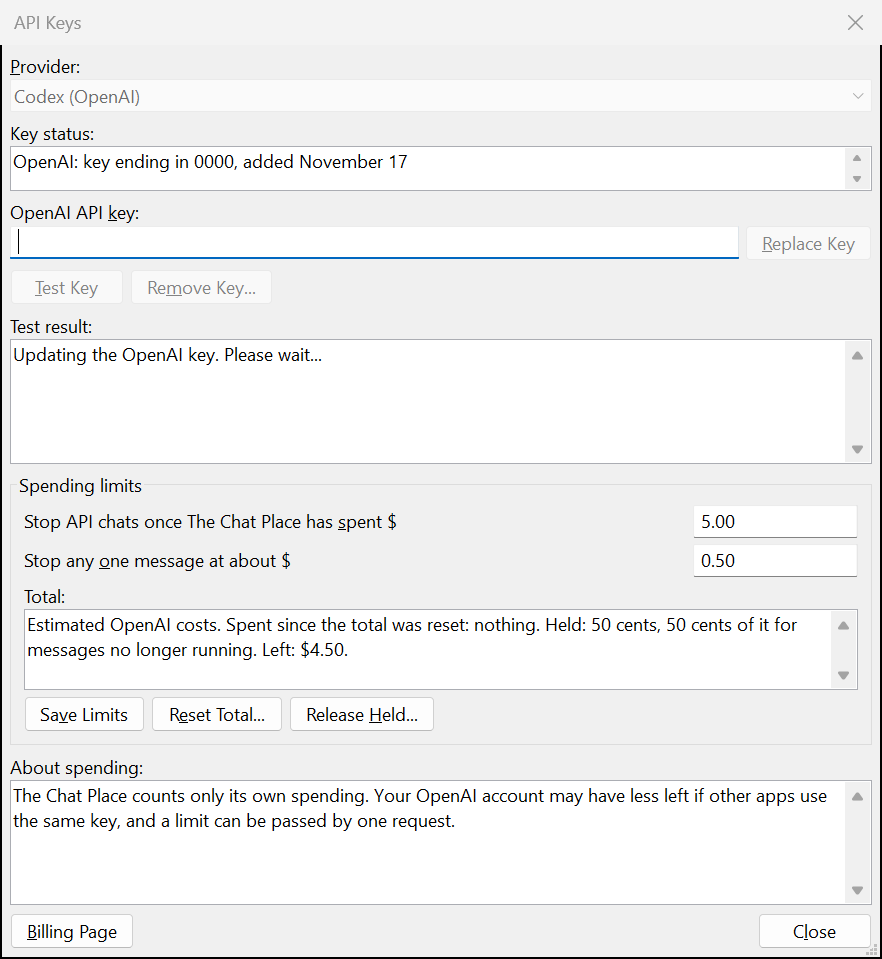 API Keys
Provider:
Codex (OpenAI)
Key status:
OpenAI: key ending in 0000, added November 17
OpenAI API key:
Replace Key
Test Key
Remove Key...
Test result:
Updating the OpenAI key. Please wait...
Spending limits
Stop API chats once The Chat Place has spent $
5.00
Stop any one message at about $
0.50
Total:
Estimated OpenAI costs. Spent since the total was reset: nothing. Held: 50 cents, 50 cents of it for
messages no longer running. Left: $4.50.
Save Limits
Reset Total...
Release Held...
About spending:
The Chat Place counts only its own spending. Your OpenAI account may have less left if other apps use
the same key, and a limit can be passed by one request.
Billing Page
Close